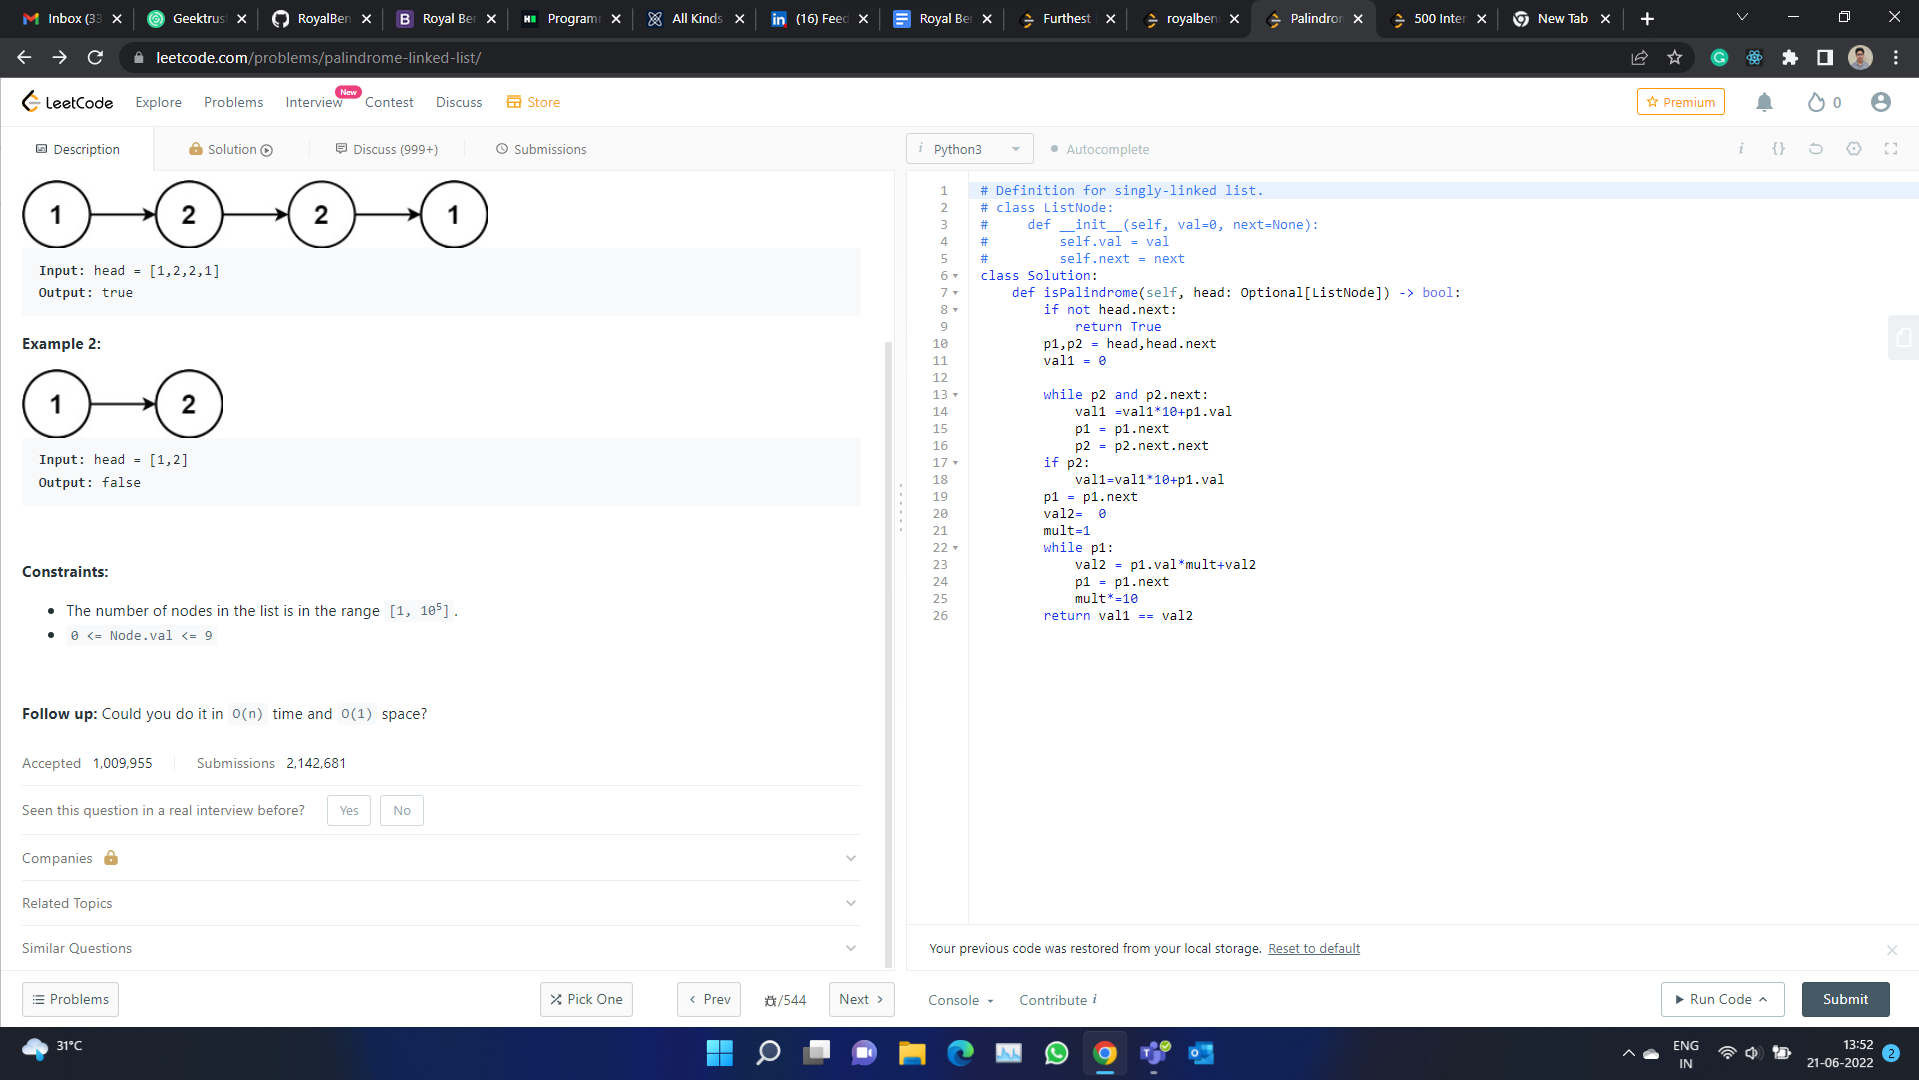 Inbox (33
Geektrust
RoyalBen
Royal Ber
Program
All Kinds
(16) Feed
Royal Ber
Furthest
royalben
Palindro
500 Inter
New Tab
leetcode.com/problems/palindrome-linked-list/
LeetCode
Explore
Problems
Interview
New
Contest
Discuss
Store
Premium
0
Description
Solution
Discuss (999+)
Submissions
1
2
2
1
Input: head = [1,2,2,1]
Output: true
Example 2:
1
2
Input: head = [1,2]
Output: false
Constraints:
The number of nodes in the list is in the range [1, 10⁵].
0 <= Node.val <= 9
Follow up: Could you do it in O(n) time and O(1) space?
Accepted 1,009,955
Submissions 2,142,681
Seen this question in a real interview before?
Yes
No
Companies
Related Topics
Similar Questions
Problems
Pick One
Prev
/544
Next
i Python3
Autocomplete
i
{}
1 # Definition for singly-linked list.
2 # class ListNode:
3 #     def __init__(self, val=0, next=None):
4 #         self.val = val
5 #         self.next = next
6 class Solution:
7     def isPalindrome(self, head: Optional[ListNode]) -> bool:
8         if not head.next:
9             return True
10         p1,p2 = head,head.next
11         val1 = 0
12
13         while p2 and p2.next:
14             val1 =val1*10+p1.val
15             p1 = p1.next
16             p2 = p2.next.next
17         if p2:
18             val1=val1*10+p1.val
19         p1 = p1.next
20         val2=  0
21         mult=1
22         while p1:
23             val2 = p1.val*mult+val2
24             p1 = p1.next
25             mult*=10
26         return val1 == val2
Your previous code was restored from your local storage. Reset to default
Console
Contribute i
Run Code
Submit
31°C
ENG
IN
13:52
21-06-2022
2